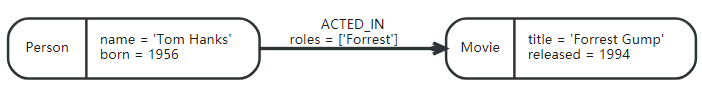 Person
name = 'Tom Hanks'
born = 1956
ACTED_IN
roles = ['Forrest']
Movie
title = 'Forrest Gump'
released = 1994